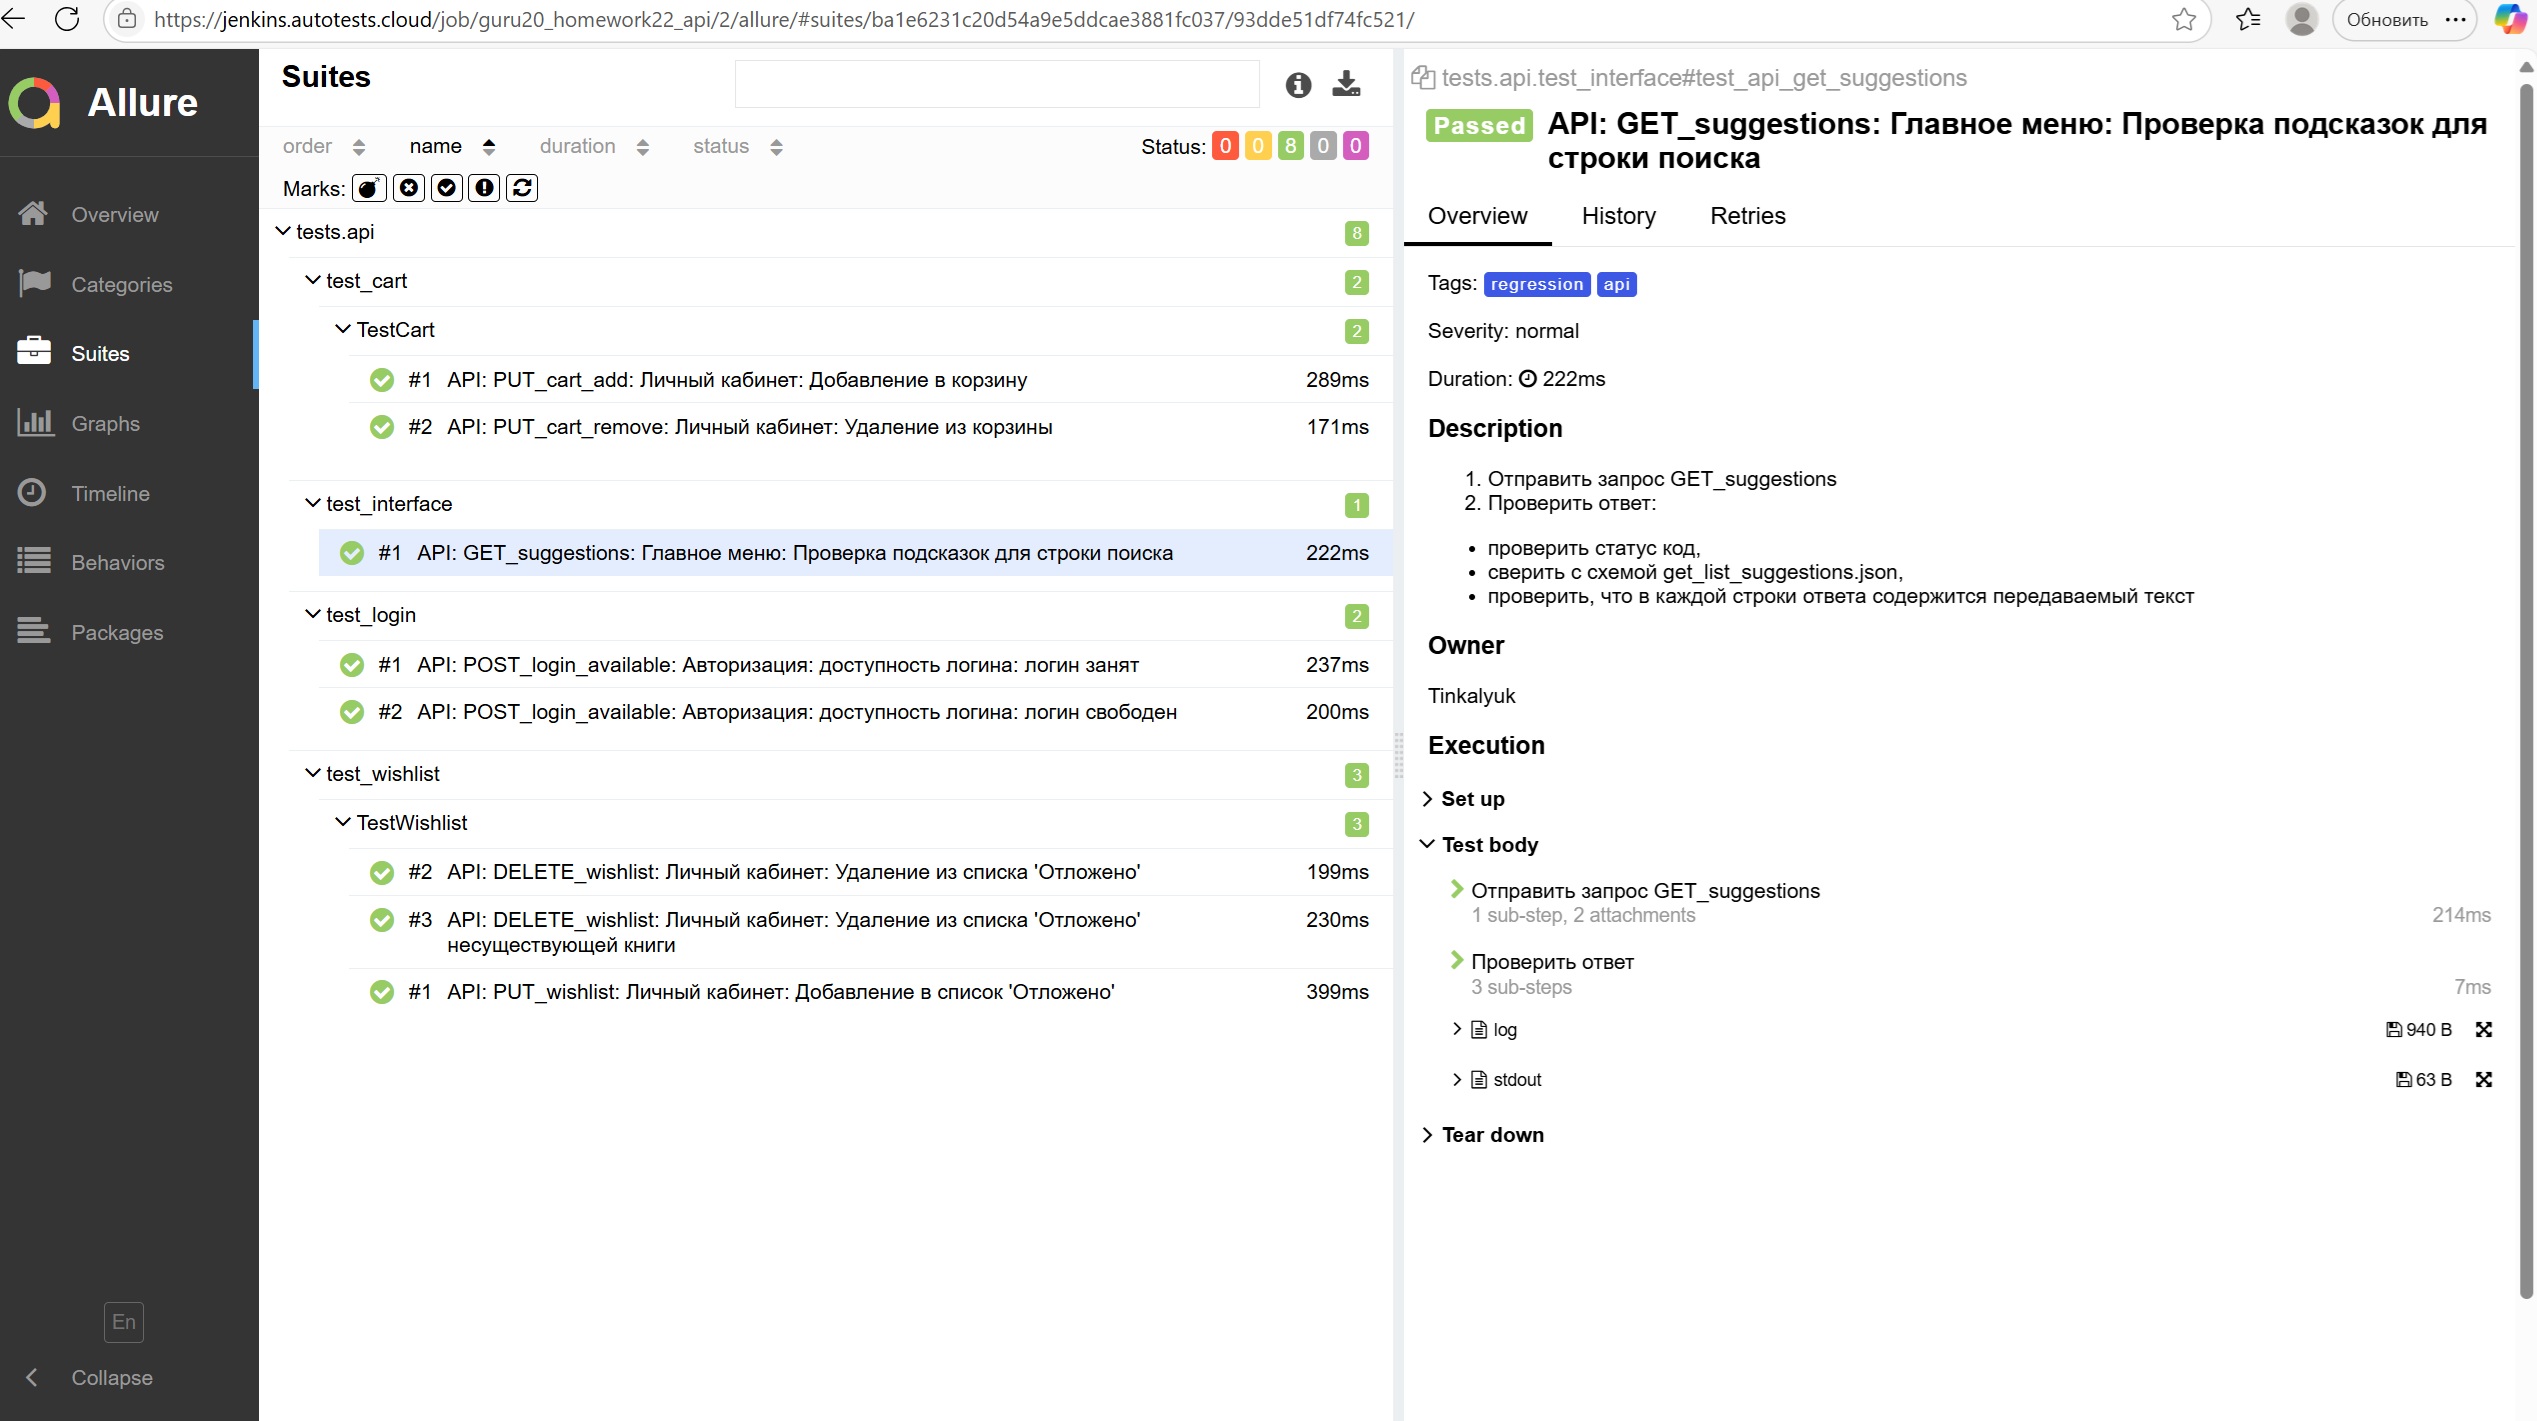 https://jenkins.autotests.cloud/job/guru20_homework22_api/2/allure/#suites/ba1e6231c20d54a9e5ddcae3881fc037/93dde51df74fc521/
Обновить
Allure
Overview
Categories
Suites
Graphs
Timeline
Behaviors
Packages
En
Collapse
Suites
order name duration status Status: 0 0 8 0 0
Marks:
tests.api 8
test_cart 2
TestCart 2
#1 API: PUT_cart_add: Личный кабинет: Добавление в корзину 289ms
#2 API: PUT_cart_remove: Личный кабинет: Удаление из корзины 171ms
test_interface 1
#1 API: GET_suggestions: Главное меню: Проверка подсказок для строки поиска 222ms
test_login 2
#1 API: POST_login_available: Авторизация: доступность логина: логин занят 237ms
#2 API: POST_login_available: Авторизация: доступность логина: логин свободен 200ms
test_wishlist 3
TestWishlist 3
#2 API: DELETE_wishlist: Личный кабинет: Удаление из списка 'Отложено' 199ms
#3 API: DELETE_wishlist: Личный кабинет: Удаление из списка 'Отложено' 230ms
несуществующей книги
#1 API: PUT_wishlist: Личный кабинет: Добавление в список 'Отложено' 399ms
tests.api.test_interface#test_api_get_suggestions
Passed API: GET_suggestions: Главное меню: Проверка подсказок для
строки поиска
Overview History Retries
Tags: regression api
Severity: normal
Duration: 222ms
Description
1. Отправить запрос GET_suggestions
2. Проверить ответ:
• проверить статус код,
• сверить с схемой get_list_suggestions.json,
• проверить, что в каждой строки ответа содержится передаваемый текст
Owner
Tinkalyuk
Execution
Set up
Test body
Отправить запрос GET_suggestions
1 sub-step, 2 attachments 214ms
Проверить ответ
3 sub-steps 7ms
log 940 B
stdout 63 B
Tear down